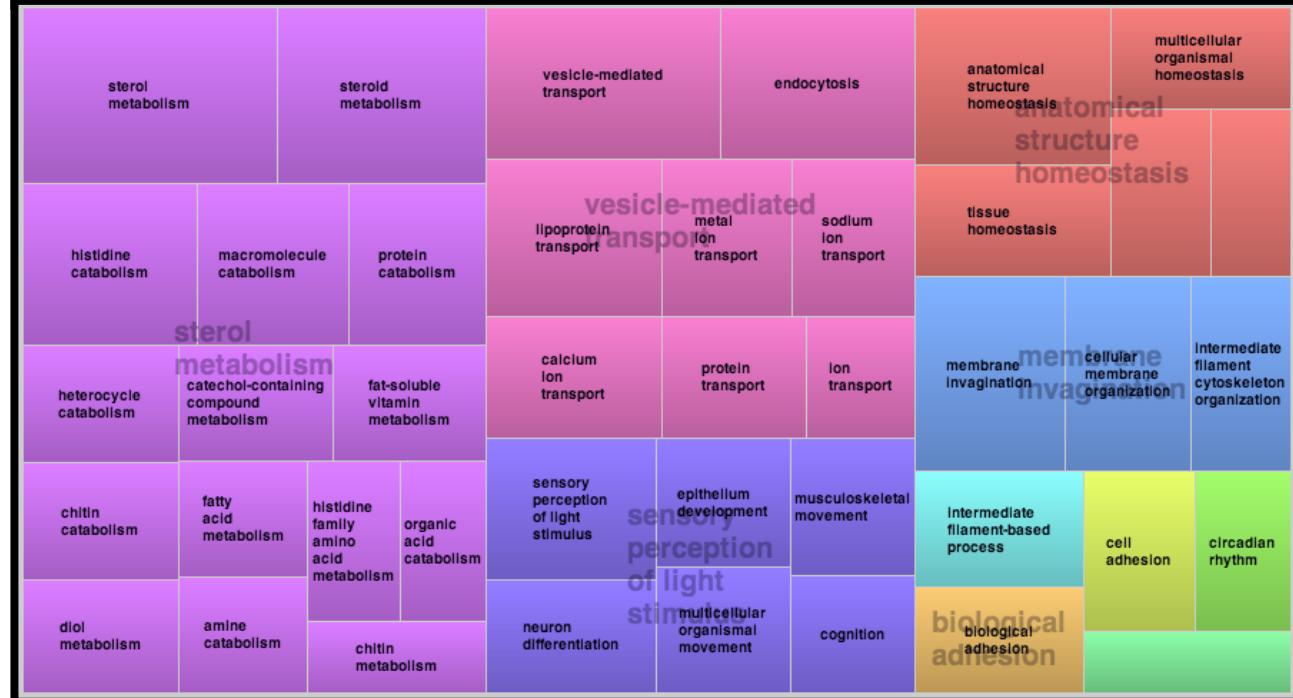 sterol
metabolism
steroid
metabolism
histidine
catabolism
macromolecule
catabolism
protein
catabolism
sterol
metabolism
heterocycle
catabolism
catechol-containing
compound
metabolism
fat-soluble
vitamin
metabolism
chitin
catabolism
fatty
acid
metabolism
histidine
family
amino
acid
metabolism
organic
acid
catabolism
diol
metabolism
amine
catabolism
chitin
metabolism
vesicle-mediated
transport
endocytosis
vesicle-mediated
transport
lipoprotein
transport
metal
ion
transport
sodium
ion
transport
calcium
ion
transport
protein
transport
ion
transport
sensory
perception
of light
stimulus
epithelium
development
musculoskeletal
movement
sensory
perception
of light
stimulus
neuron
differentiation
multicellular
organismal
movement
cognition
anatomical
structure
homeostasis
multicellular
organismal
homeostasis
anatomical
structure
homeostasis
tissue
homeostasis
membrane
invagination
cellular
membrane
organization
intermediate
filament
cytoskeleton
organization
membrane
invagination
intermediate
filament-based
process
cell
adhesion
circadian
rhythm
biological
adhesion
biological
adhesion